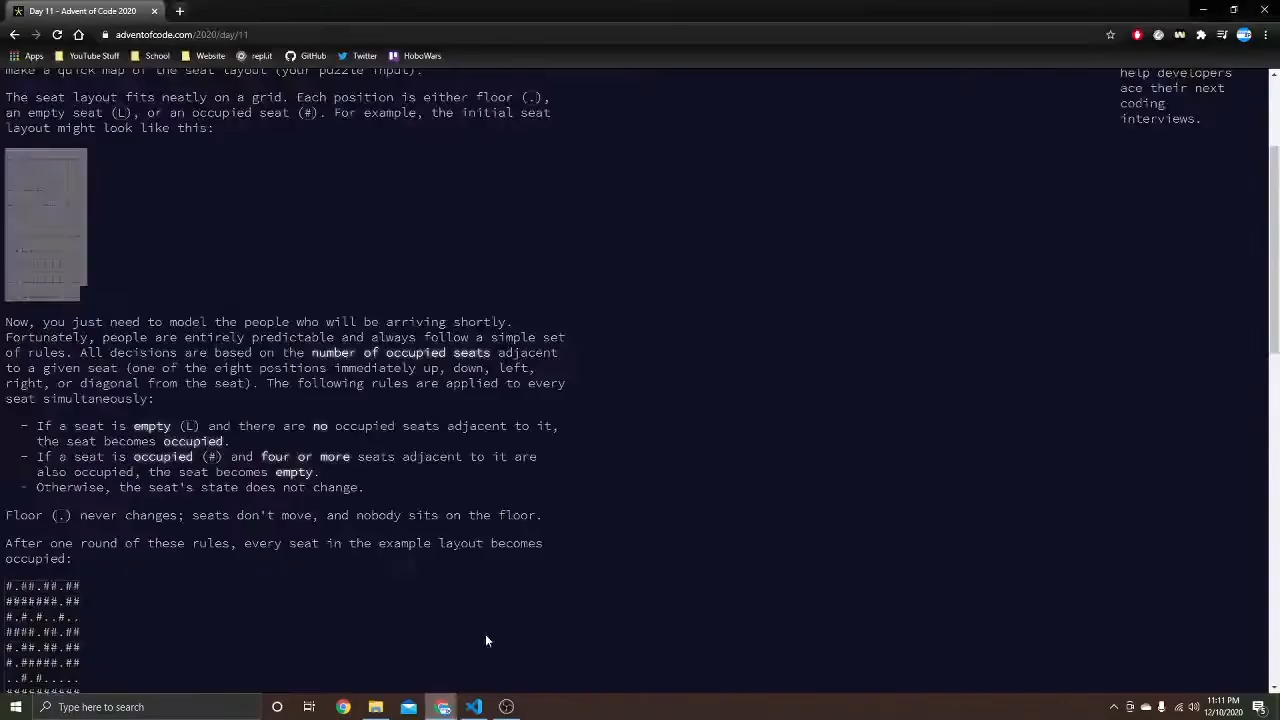 Day 11 - Advent of Code 2020
adventofcode.com/2020/day/11
Apps YouTube Stuff School Website repl.it GitHub Twitter HoboWars
make a quick map of the seat layout (your puzzle input).
The seat layout fits neatly on a grid. Each position is either floor (.),
an empty seat (L), or an occupied seat (#). For example, the initial seat
layout might look like this:
Now, you just need to model the people who will be arriving shortly.
Fortunately, people are entirely predictable and always follow a simple set
of rules. All decisions are based on the number of occupied seats adjacent
to a given seat (one of the eight positions immediately up, down, left,
right, or diagonal from the seat). The following rules are applied to every
seat simultaneously:
- If a seat is empty (L) and there are no occupied seats adjacent to it,
the seat becomes occupied.
- If a seat is occupied (#) and four or more seats adjacent to it are
also occupied, the seat becomes empty.
- Otherwise, the seat's state does not change.
Floor (.) never changes; seats don't move, and nobody sits on the floor.
After one round of these rules, every seat in the example layout becomes
occupied:
#.##.##.##
#######.##
#.#.#..#..
####.##.##
#.##.##.##
#.#####.##
..#.#.....
##########
help developers
ace their next
coding
interviews.
Type here to search
11:11 PM
12/10/2020